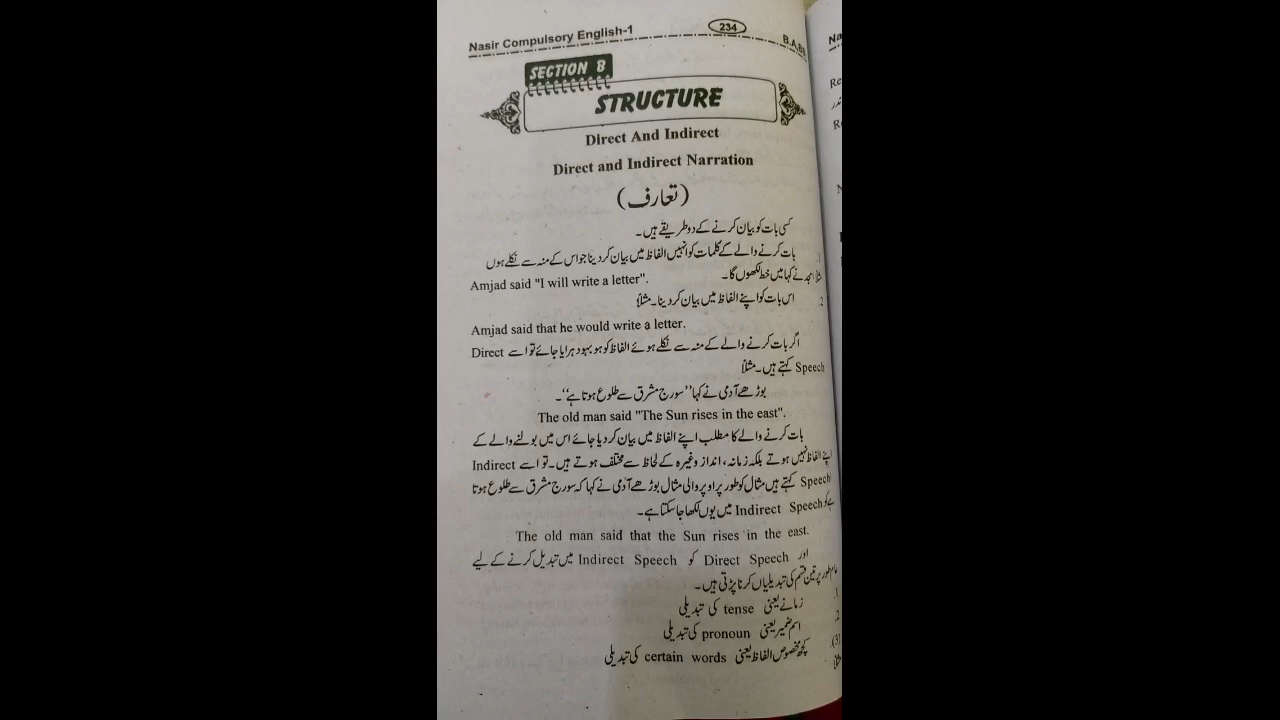 Nasir Compulsory English-1
234
B.A,BS
SECTION 8
STRUCTURE
Direct And Indirect
Direct and Indirect Narration
(تعارف)
کسی بات کو بیان کرنے کے دو طریقے ہیں۔
1. بات کرنے والے کے کلمات کو انہیں الفاظ میں بیان کر دینا جو اس کے منہ سے نکلے ہوں
مثلاً امجد نے کہا میں خط لکھوں گا۔ Amjad said "I will write a letter".
2. اس بات کو اپنے الفاظ میں بیان کر دینا۔ مثلاً
Amjad said that he would write a letter.
اگر بات کرنے والے کے منہ سے نکلے ہوئے الفاظ کو ہو بہو دہرایا جائے تو اسے Direct
Speech کہتے ہیں۔ مثلاً
بوڑھے آدمی نے کہا ’’سورج مشرق سے طلوع ہوتا ہے‘‘۔
The old man said "The Sun rises in the east".
بات کرنے والے کا مطلب اپنے الفاظ میں بیان کر دیا جائے اس میں بولنے والے کے
اپنے الفاظ نہیں ہوتے بلکہ زمانہ، انداز وغیرہ کے لحاظ سے مختلف ہوتے ہیں۔ تو اسے Indirect
Speech کہتے ہیں مثال کو طور پر اوپر والی مثال بوڑھے آدمی نے کہا کہ سورج مشرق سے طلوع ہوتا
ہے کو Indirect Speech میں یوں لکھا جا سکتا ہے۔
The old man said that the Sun rises in the east.
اور Direct Speech کو Indirect Speech میں تبدیل کرنے کے لیے
عام طور پر تین قسم کی تبدیلیاں کرنا پڑتی ہیں۔
1. زمانے یعنی tense کی تبدیلی
2. اسم ضمیر یعنی pronoun کی تبدیلی
(3). کچھ مخصوص الفاظ یعنی certain words کی تبدیلی
مثلاً